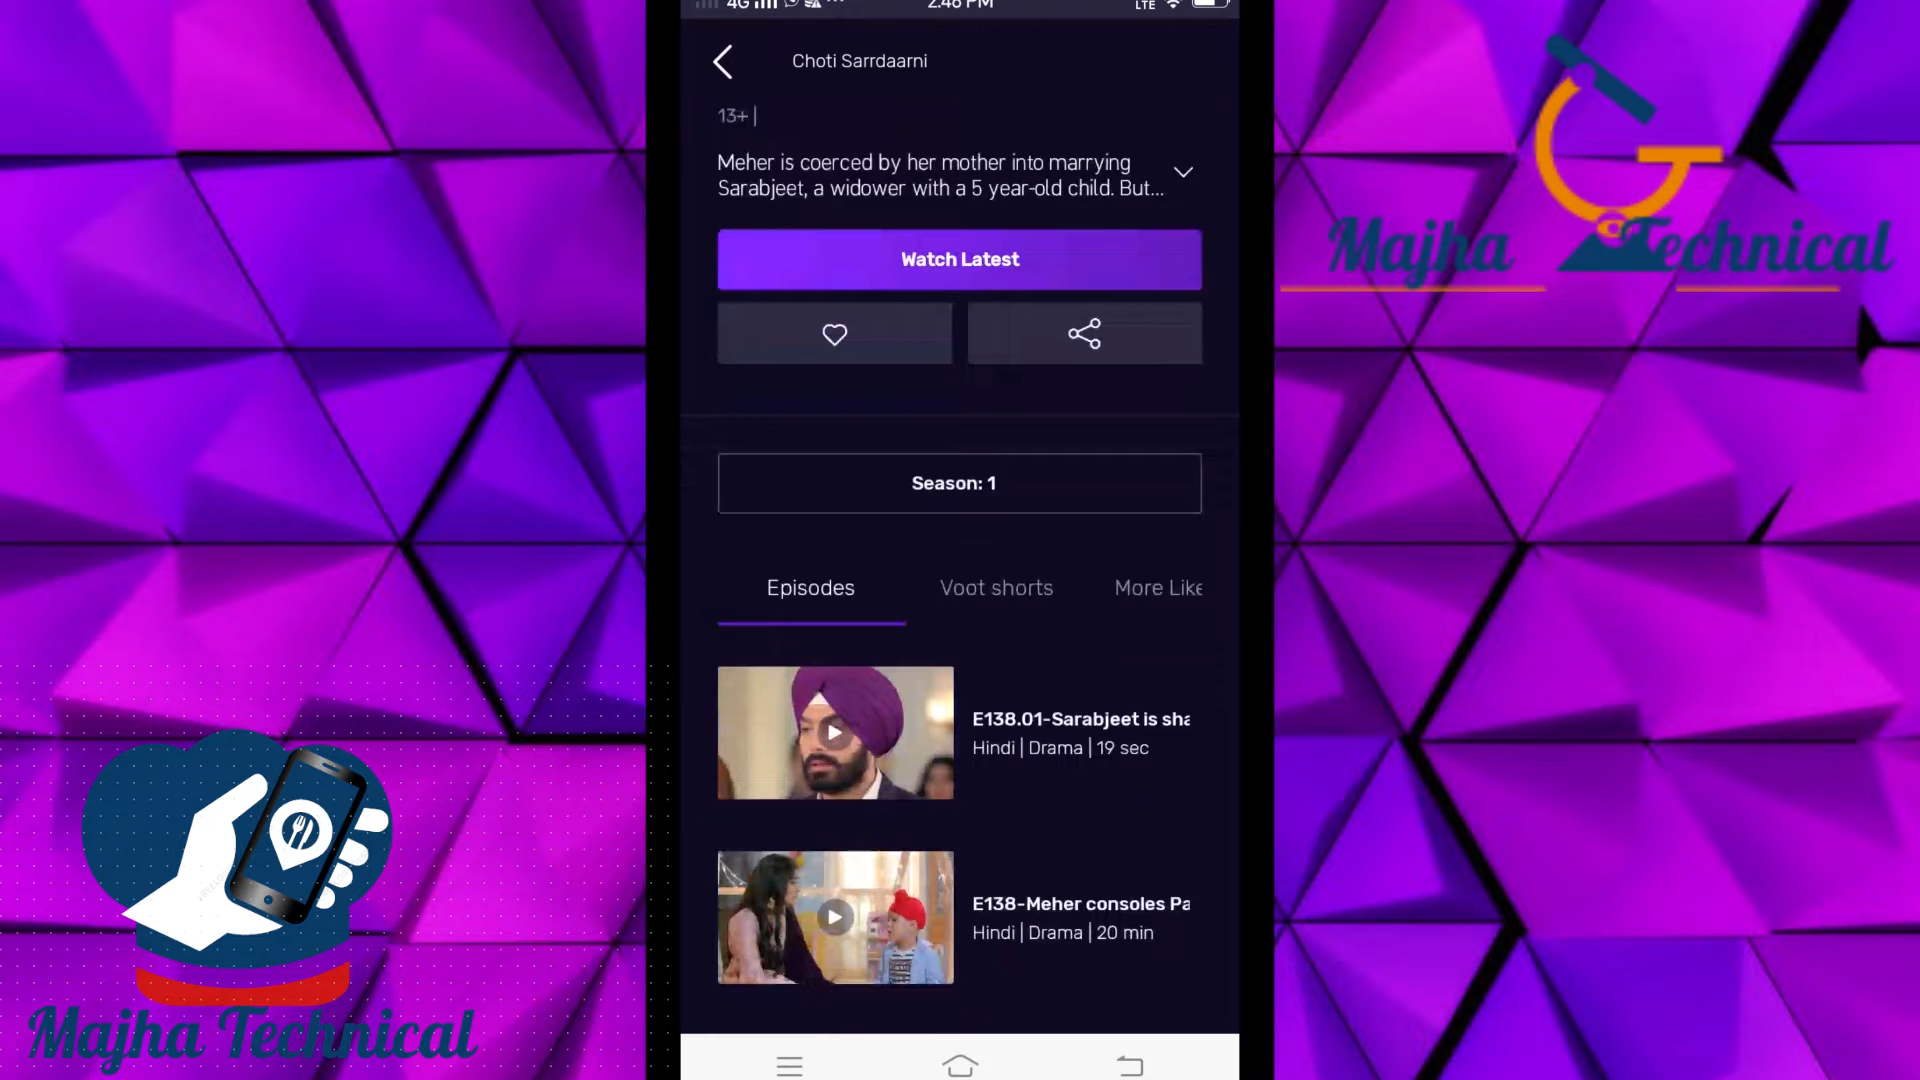 4G
2:46 PM
LTE
Choti Sarrdaarni
13+ |
Meher is coerced by her mother into marrying
Sarabjeet, a widower with a 5 year-old child. But...
Watch Latest
Season: 1
Episodes
Voot shorts
More Like
E138.01-Sarabjeet is sha
Hindi | Drama | 19 sec
E138-Meher consoles Pa
Hindi | Drama | 20 min
Majha Technical
Majha Technical